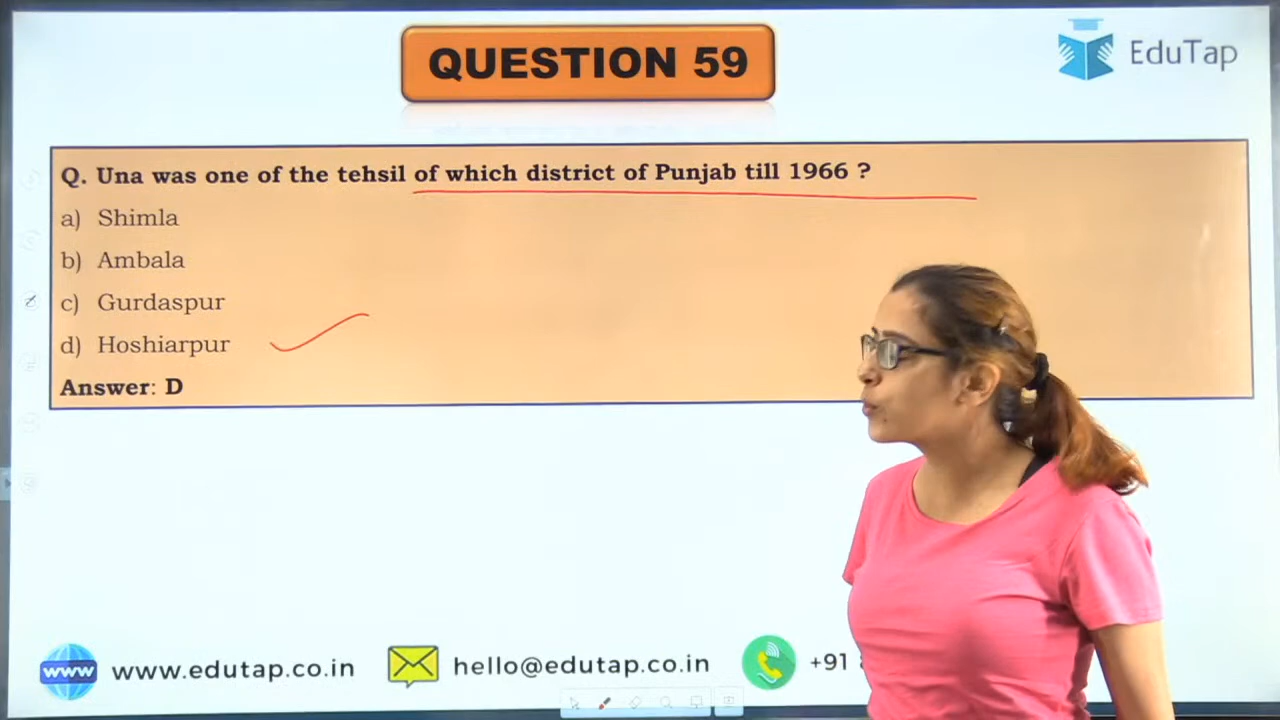 QUESTION 59
EduTap
Q. Una was one of the tehsil of which district of Punjab till 1966 ?
a) Shimla
b) Ambala
c) Gurdaspur
d) Hoshiarpur
Answer: D
www www.edutap.co.in
hello@edutap.co.in
+91